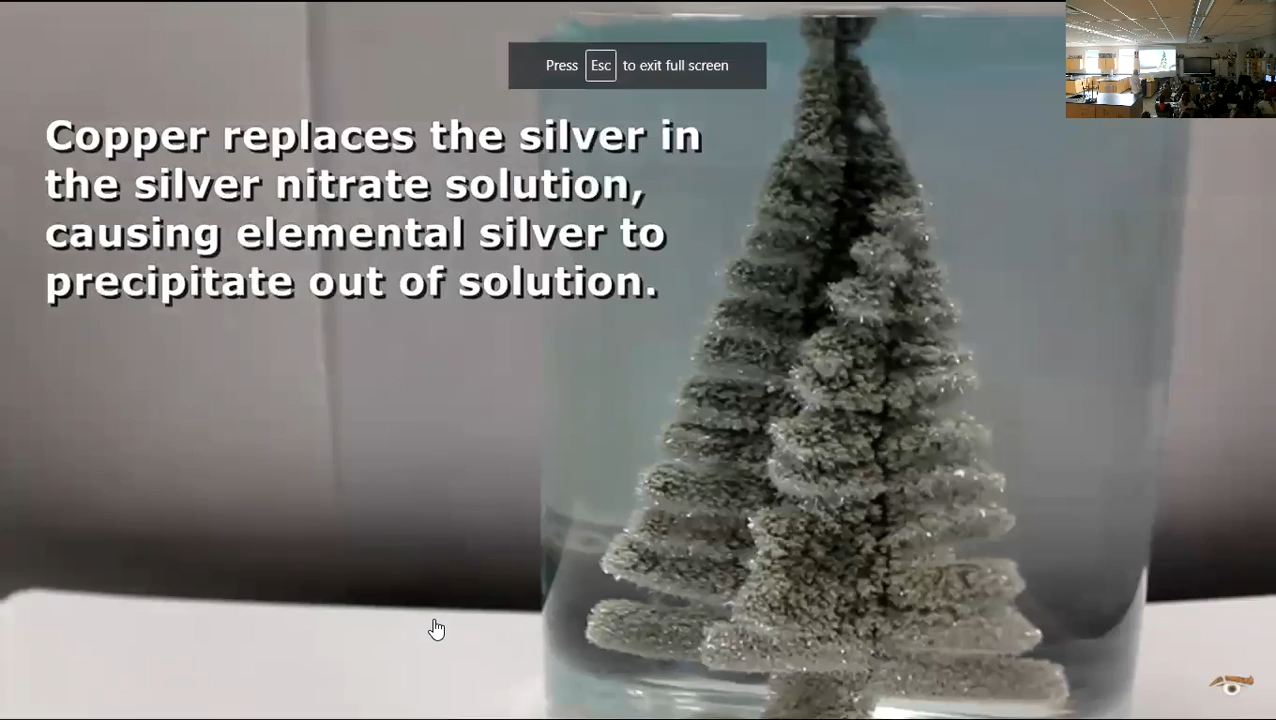 Press Esc to exit full screen
Copper replaces the silver in
the silver nitrate solution,
causing elemental silver to
precipitate out of solution.